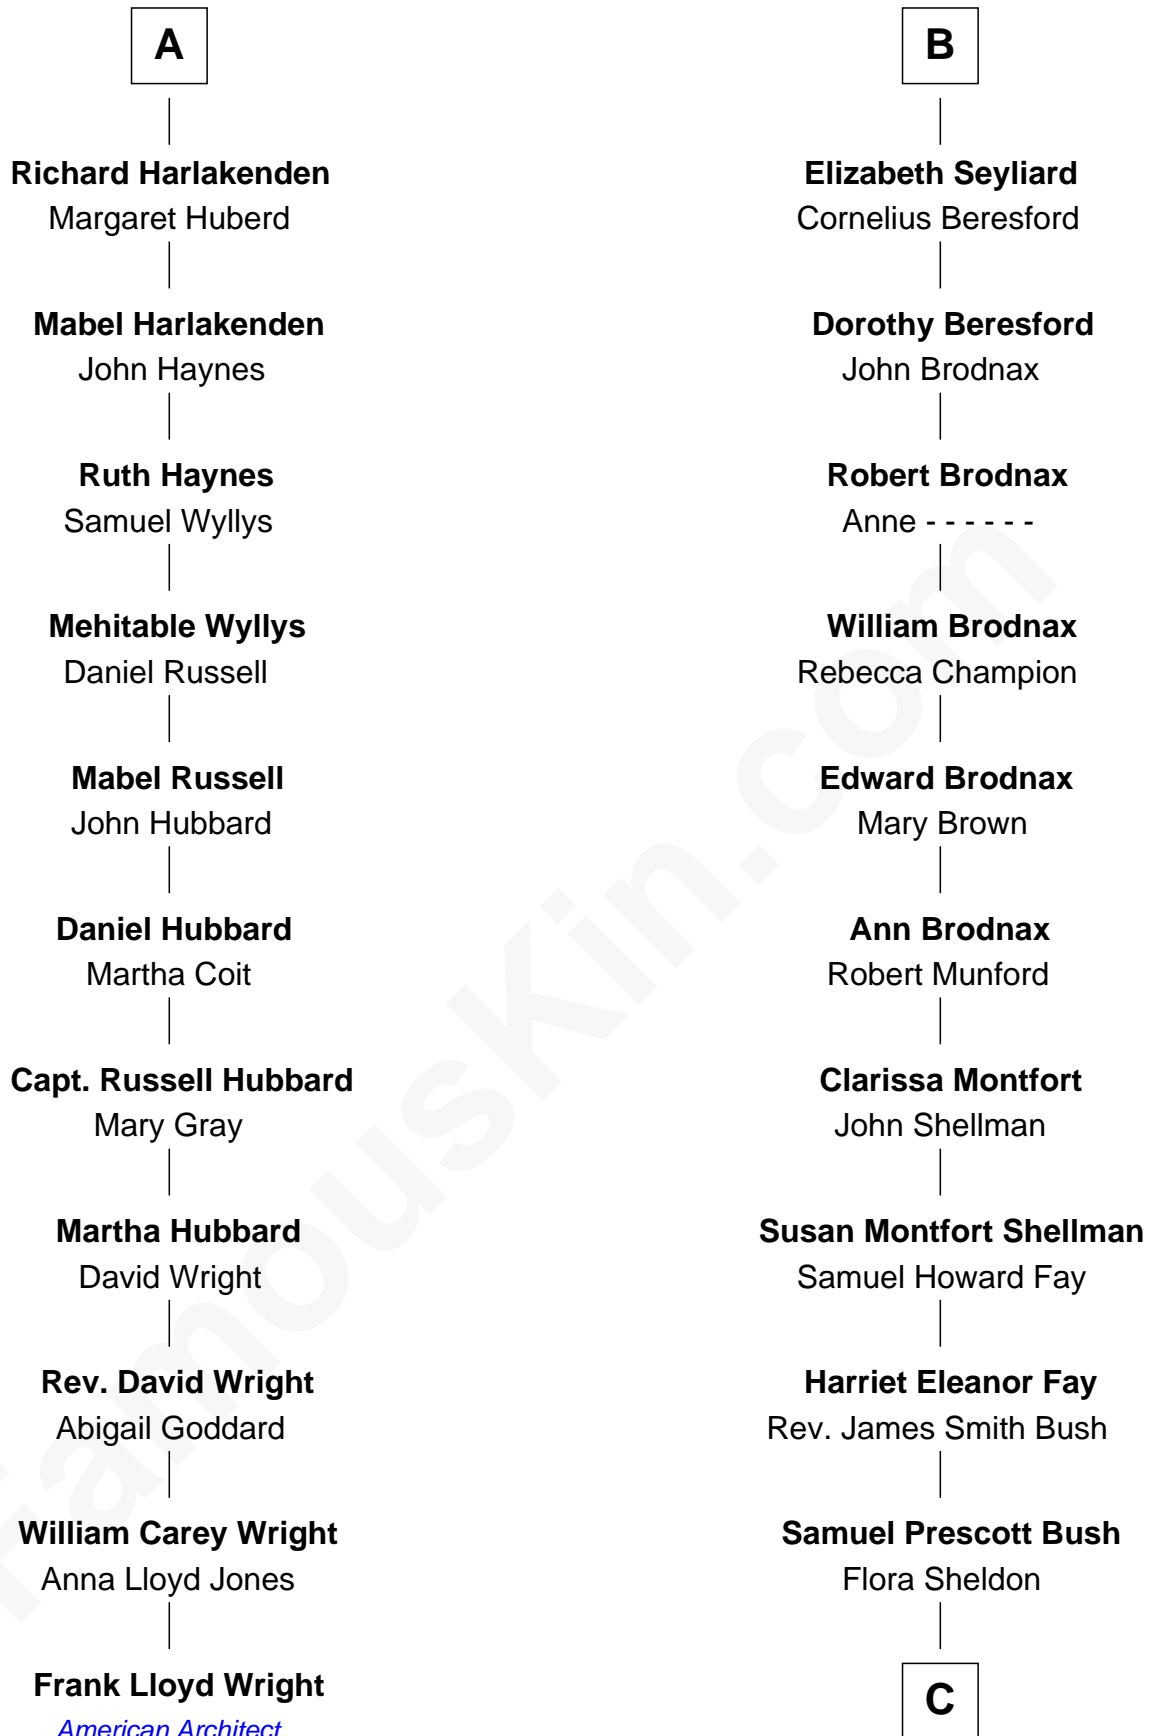 A
Richard Harlakenden
Margaret Huberd
Mabel Harlakenden
John Haynes
Ruth Haynes
Samuel Wyllys
Mehitable Wyllys
Daniel Russell
Mabel Russell
John Hubbard
Daniel Hubbard
Martha Coit
Capt. Russell Hubbard
Mary Gray
Martha Hubbard
David Wright
Rev. David Wright
Abigail Goddard
William Carey Wright
Anna Lloyd Jones
Frank Lloyd Wright
American Architect
B
Elizabeth Seyliard
Cornelius Beresford
Dorothy Beresford
John Brodnax
Robert Brodnax
Anne - - - - - -
William Brodnax
Rebecca Champion
Edward Brodnax
Mary Brown
Ann Brodnax
Robert Munford
Clarissa Montfort
John Shellman
Susan Montfort Shellman
Samuel Howard Fay
Harriet Eleanor Fay
Rev. James Smith Bush
Samuel Prescott Bush
Flora Sheldon
C
FamousKin.com